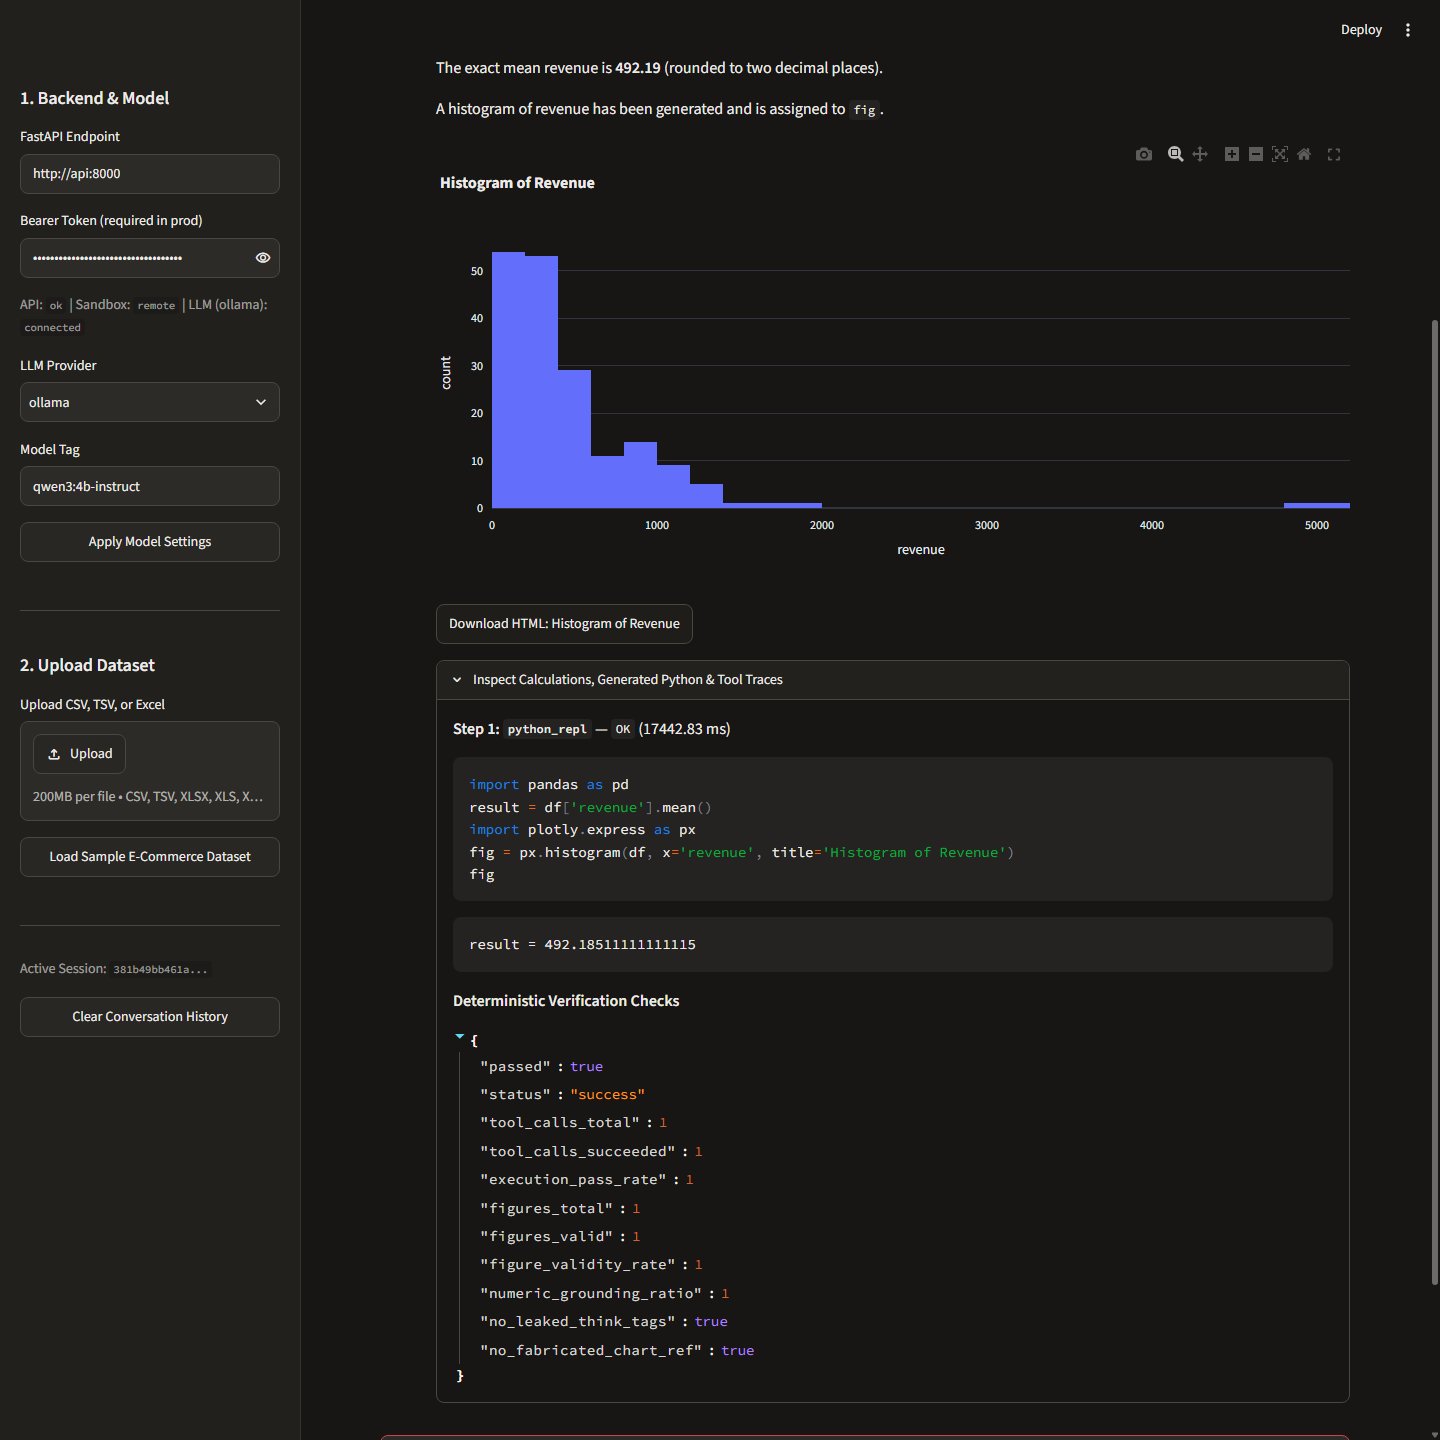 Deploy
1. Backend & Model
FastAPI Endpoint
http://api:8000
Bearer Token (required in prod)
••••••••••••••••••••••••••••••••••
API: ok | Sandbox: remote | LLM (ollama):
connected
LLM Provider
ollama
Model Tag
qwen3:4b-instruct
Apply Model Settings
2. Upload Dataset
Upload CSV, TSV, or Excel
Upload
200MB per file • CSV, TSV, XLSX, XLS, X...
Load Sample E-Commerce Dataset
Active Session: 381b49bb461a...
Clear Conversation History
The exact mean revenue is 492.19 (rounded to two decimal places).
A histogram of revenue has been generated and is assigned to fig.
Histogram of Revenue
50
40
30
20
10
0
count
0 1000 2000 3000 4000 5000
revenue
Download HTML: Histogram of Revenue
Inspect Calculations, Generated Python & Tool Traces
Step 1: python_repl — OK (17442.83 ms)
import pandas as pd
result = df['revenue'].mean()
import plotly.express as px
fig = px.histogram(df, x='revenue', title='Histogram of Revenue')
fig
result = 492.18511111111115
Deterministic Verification Checks
{
"passed" : true
"status" : "success"
"tool_calls_total" : 1
"tool_calls_succeeded" : 1
"execution_pass_rate" : 1
"figures_total" : 1
"figures_valid" : 1
"figure_validity_rate" : 1
"numeric_grounding_ratio" : 1
"no_leaked_think_tags" : true
"no_fabricated_chart_ref" : true
}